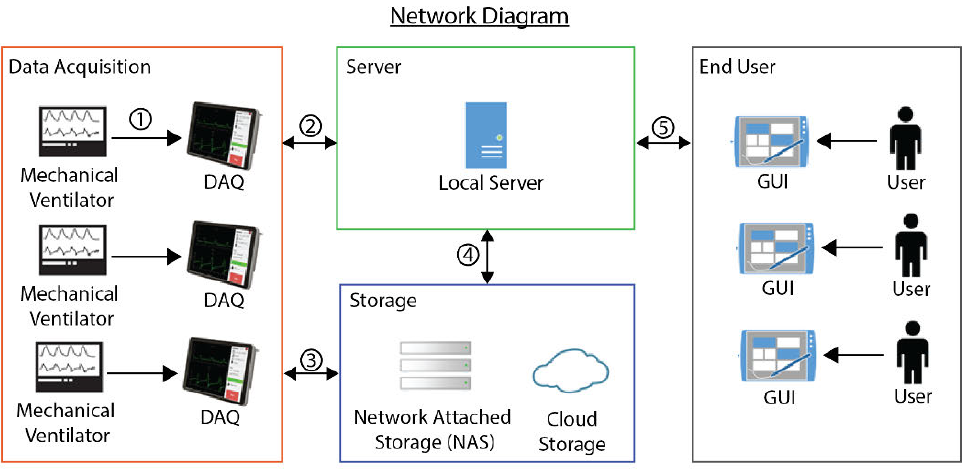 Network Diagram
Data Acquisition
①
Mechanical
Ventilator
DAQ
Mechanical
Ventilator
DAQ
Mechanical
Ventilator
DAQ
②
③
Server
Local Server
④
Storage
Network Attached
Storage (NAS)
Cloud
Storage
⑤
End User
GUI
User
GUI
User
GUI
User